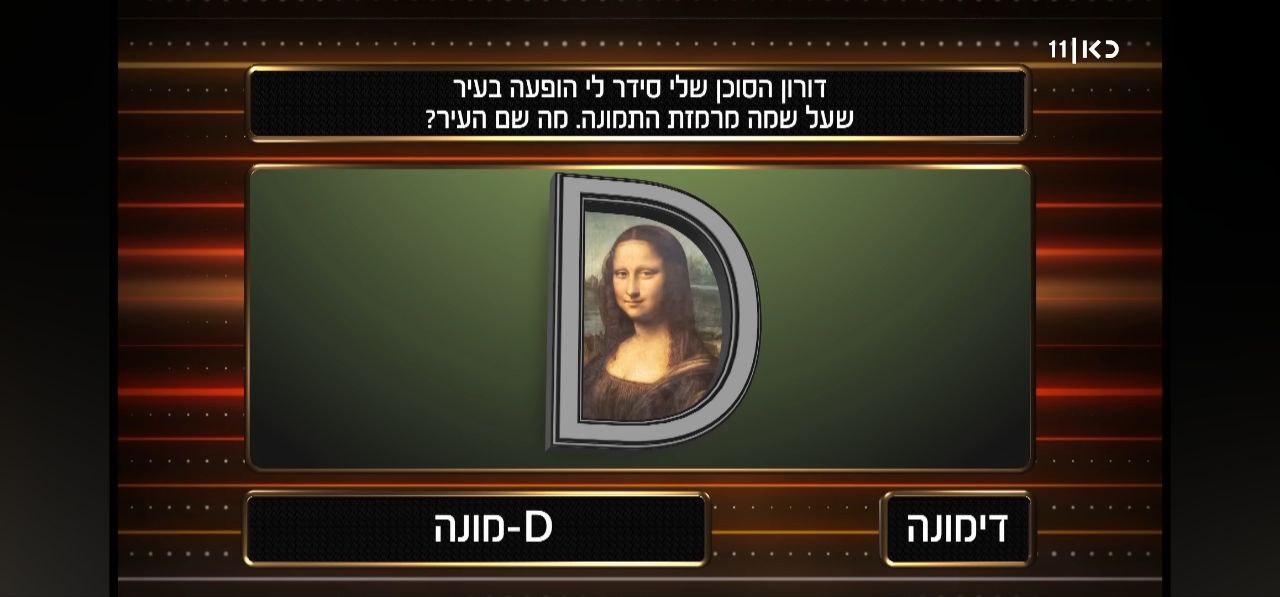 כאן|11
דורון הסוכן שלי סידר לי הופעה בעיר
שעל שמה מרמזת התמונה. מה שם העיר?
D
דימונה
D-מונה